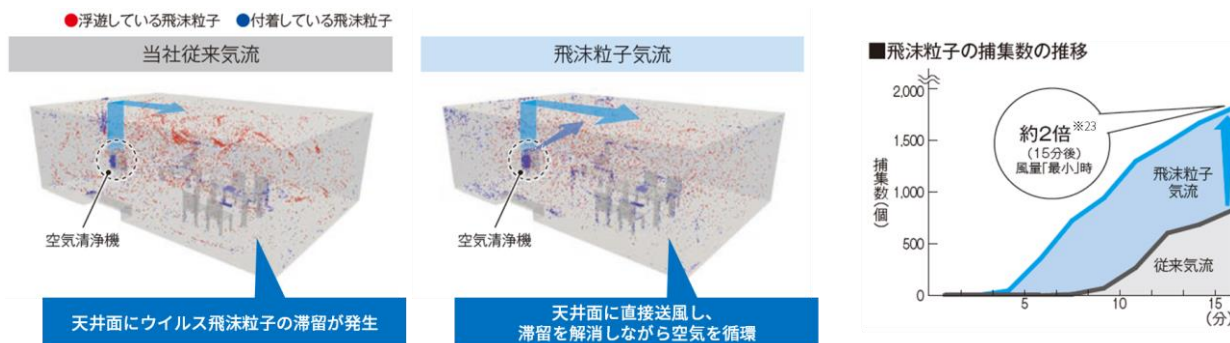 ●浮遊している飛沫粒子 ●付着している飛沫粒子
当社従来気流
空気清浄機
天井面にウイルス飛沫粒子の滞留が発生
飛沫粒子気流
空気清浄機
天井面に直接送風し、
滞留を解消しながら空気を循環
■飛沫粒子の捕集数の推移
2,000
1,500
1,000
500
0
捕集数(個)
約2倍※23
(15分後)
風量「最小」時
飛沫粒子
気流
従来気流
5
10
15
(分)